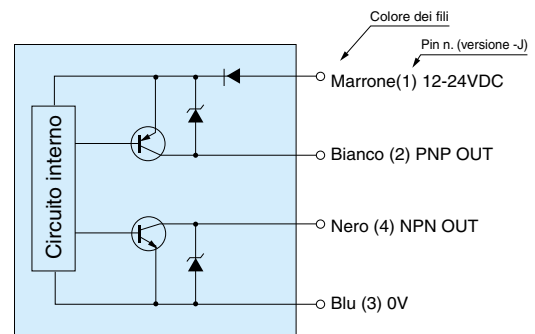 Colore dei fili
Pin n. (versione -J)
Marrone(1) 12-24VDC
Circuito interno
Bianco (2) PNP OUT
Nero (4) NPN OUT
Blu (3) 0V